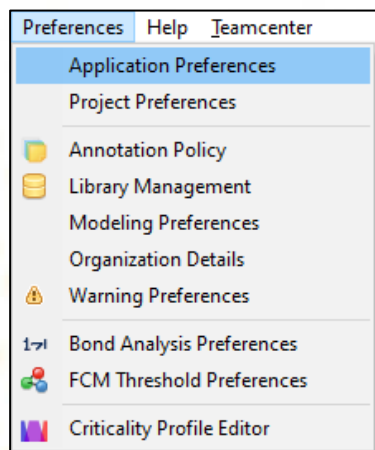 Preferences Help Teamcenter
Application Preferences
Project Preferences
Annotation Policy
Library Management
Modeling Preferences
Organization Details
Warning Preferences
Bond Analysis Preferences
FCM Threshold Preferences
Criticality Profile Editor